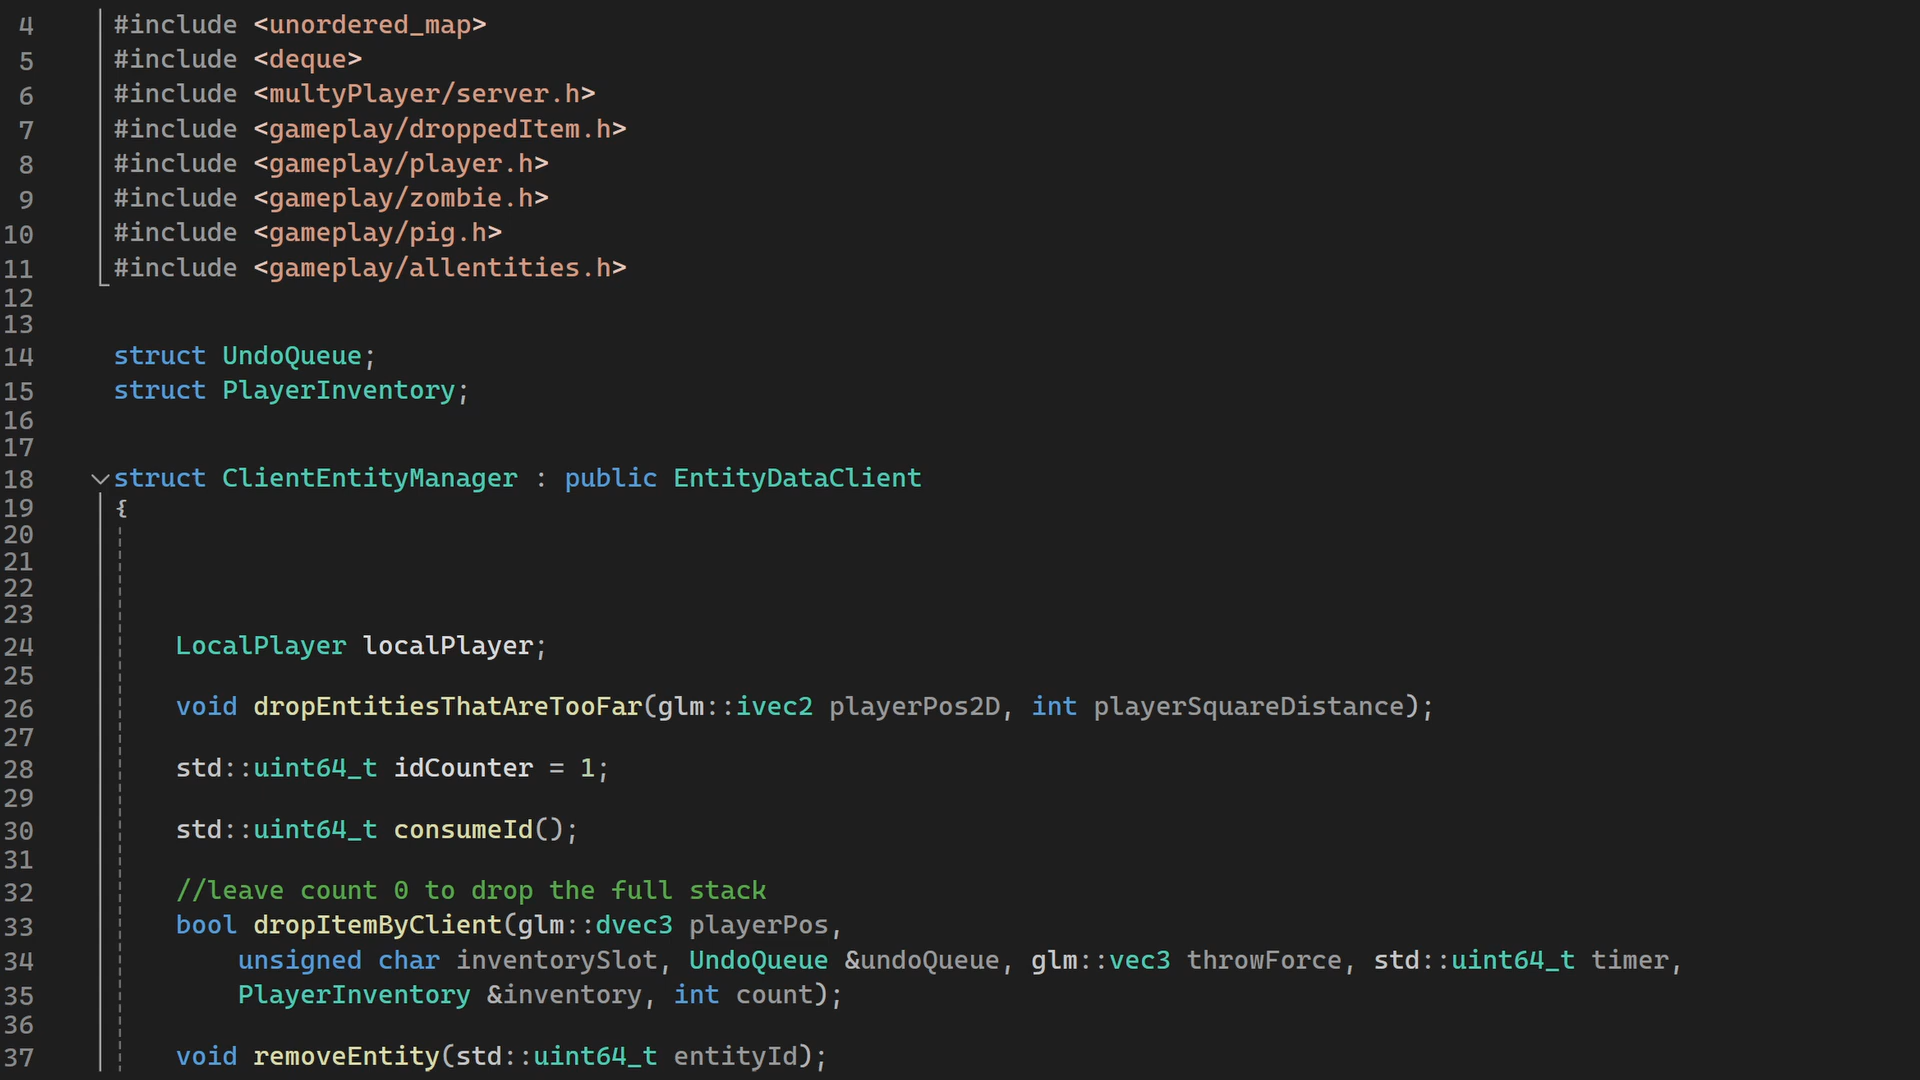 4 #include <unordered_map>
5 #include <deque>
6 #include <multyPlayer/server.h>
7 #include <gameplay/droppedItem.h>
8 #include <gameplay/player.h>
9 #include <gameplay/zombie.h>
10 #include <gameplay/pig.h>
11 #include <gameplay/allentities.h>
12
13
14 struct UndoQueue;
15 struct PlayerInventory;
16
17
18 struct ClientEntityManager : public EntityDataClient
19 {
20
21
22
23
24 LocalPlayer localPlayer;
25
26 void dropEntitiesThatAreTooFar(glm::ivec2 playerPos2D, int playerSquareDistance);
27
28 std::uint64_t idCounter = 1;
29
30 std::uint64_t consumeId();
31
32 //leave count 0 to drop the full stack
33 bool dropItemByClient(glm::dvec3 playerPos,
34 unsigned char inventorySlot, UndoQueue &undoQueue, glm::vec3 throwForce, std::uint64_t timer,
35 PlayerInventory &inventory, int count);
36
37 void removeEntity(std::uint64_t entityId);